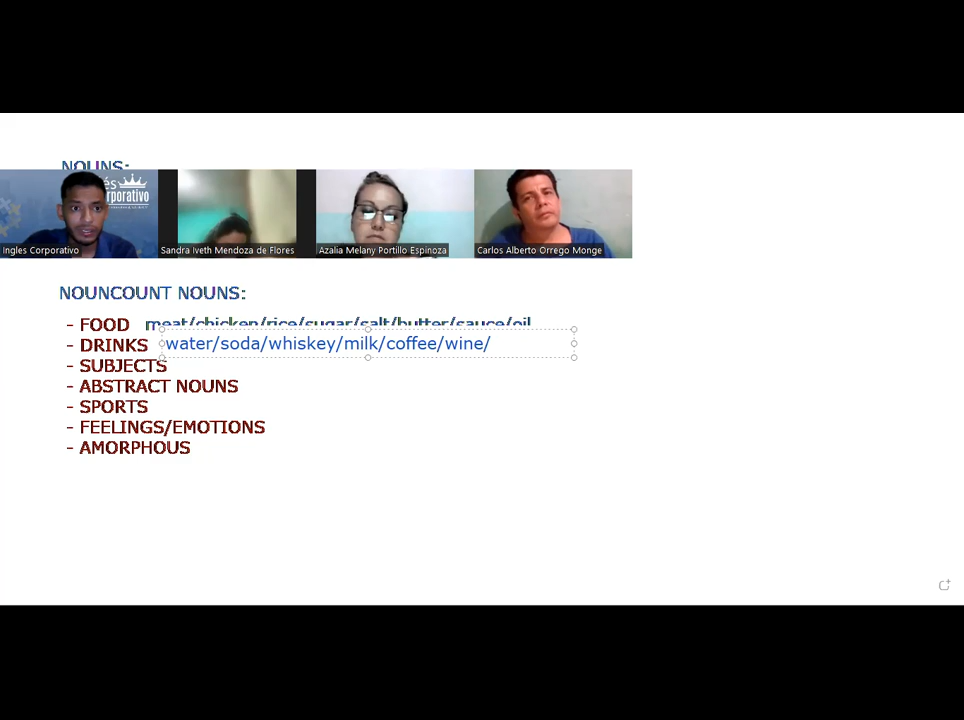 NOUNS:
és
rporativo
Ingles Corporativo
Sandra Iveth Mendoza de Flores
Azalia Melany Portillo Espinoza
Carlos Alberto Orrego Monge
NOUNCOUNT NOUNS:
- FOOD meat/chicken/rice/sugar/salt/butter/sauce/oil
- DRINKS water/soda/whiskey/milk/coffee/wine/
- SUBJECTS
- ABSTRACT NOUNS
- SPORTS
- FEELINGS/EMOTIONS
- AMORPHOUS